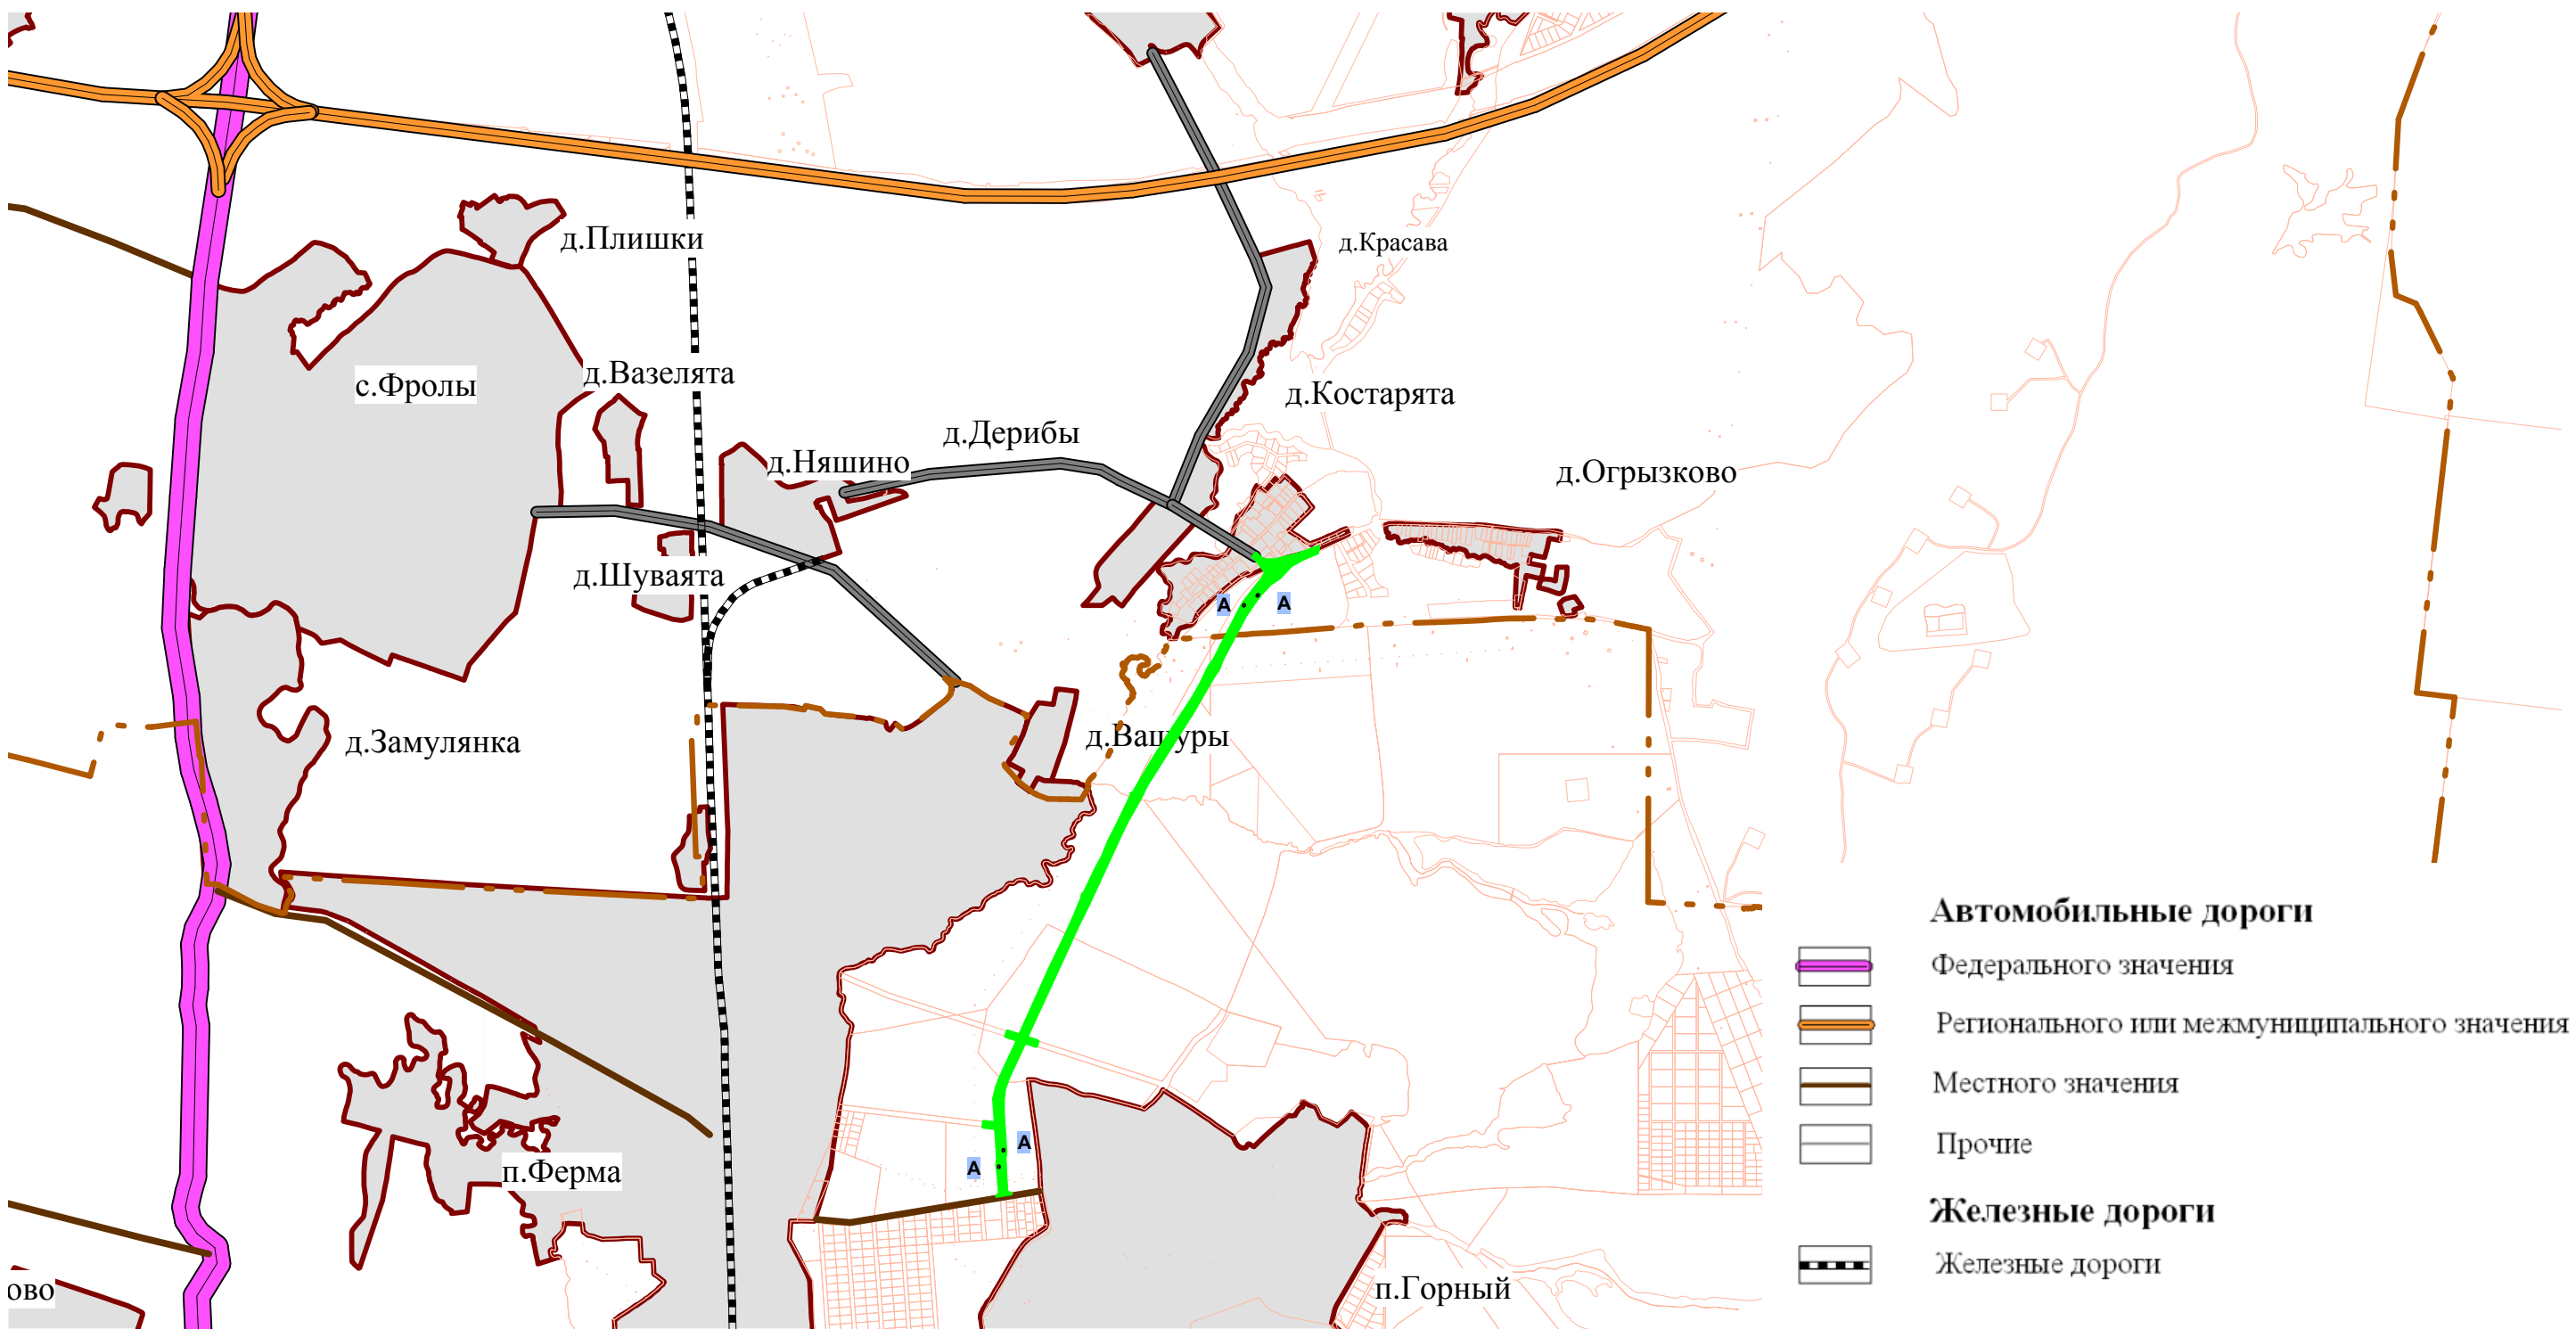 д.Плишки
д.Красава
с.Фролы
д.Вазелята
д.Костарята
д.Дерибы
д.Няшино
д.Огрызково
д.Шуваята
А
А
д.Замулянка
д.Вашуры
Автомобильные дороги
Федерального значения
Регионального или межмуниципального значения
Местного значения
Прочие
А
А
п.Ферма
Железные дороги
Железные дороги
ово
п.Горный